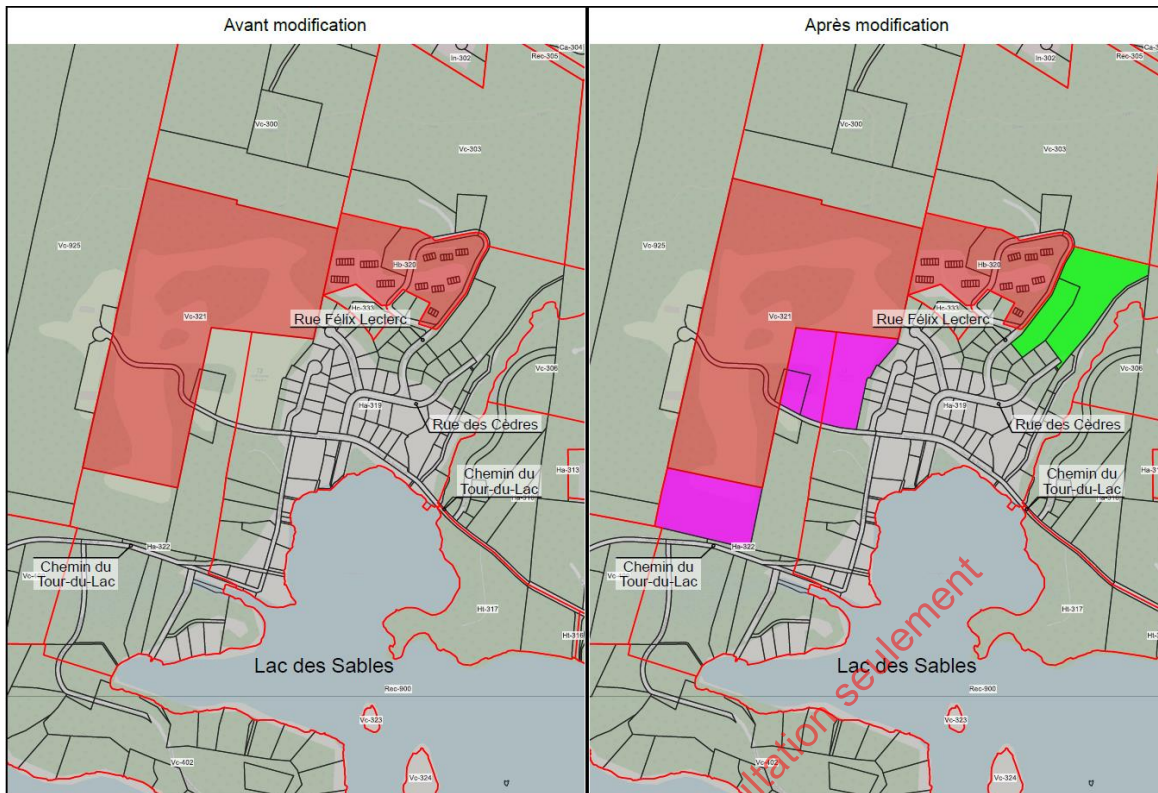 Avant modification
In-302
Rec-305
Vc-300
Vc-303
Vc-925
Hb-320
Vc-321
Rue Félix Leclerc
Vc-306
Ha-319
Rue des Cèdres
Ha-313
Chemin du
Tour-du-Lac
Ha-322
Chemin du
Tour-du-Lac
Ht-317
Lac des Sables
Rec-900
Vc-323
Vc-402
Vc-324
Après modification
In-302
Rec-305
Vc-300
Vc-303
Vc-925
Hb-320
Vc-321
Rue Félix Leclerc
Vc-306
Ha-319
Rue des Cèdres
Chemin du
Tour-du-Lac
Ha-322
Chemin du
Tour-du-Lac
Ht-317
Lac des Sables
Rec-900
Vc-323
Vc-402
Vc-324
ultation seulement